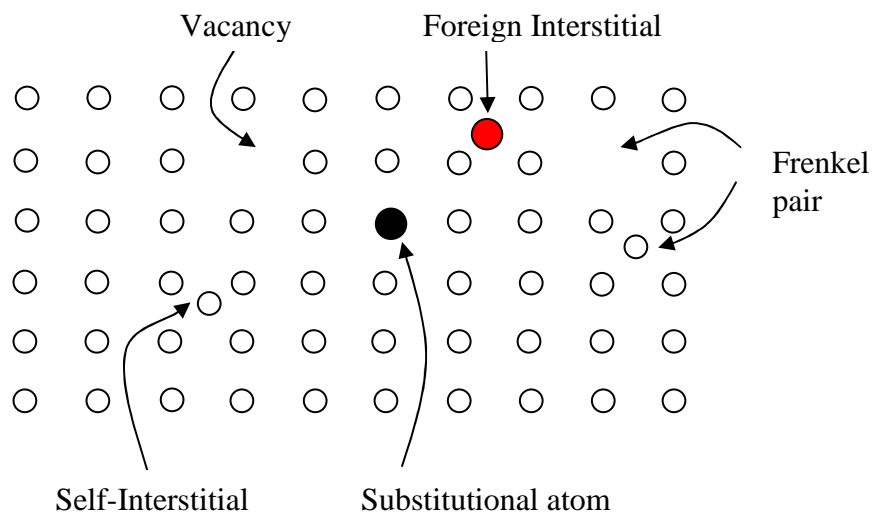 Vacancy
Foreign Interstitial
Frenkel
pair
Self-Interstitial
Substitutional atom